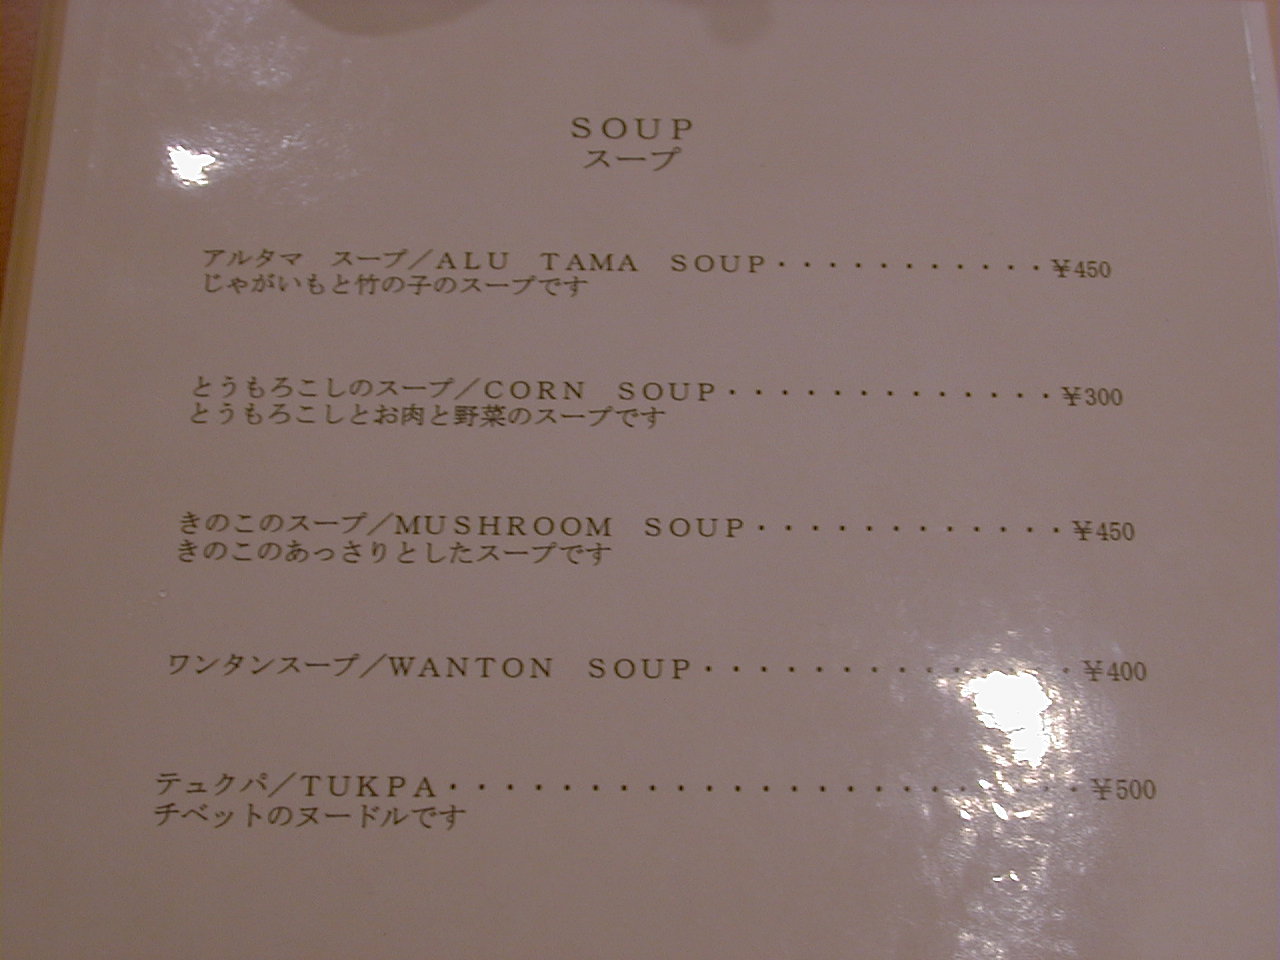 SOUP
スープ
アルタマ　スープ／ALU　TAMA　SOUP・・・・・・・・・・・¥450
じゃがいもと竹の子のスープです
とうもろこしのスープ／CORN　SOUP・・・・・・・・・・・・・¥300
とうもろこしとお肉と野菜のスープです
きのこのスープ／MUSHROOM　SOUP・・・・・・・・・・・・¥450
きのこのあっさりとしたスープです
ワンタンスープ／WANTON　SOUP・・・・・・・・・・・・・・¥400
テュクパ／TUKPA・・・・・・・・・・・・・・・・・・・・・・・¥500
チベットのヌードルです